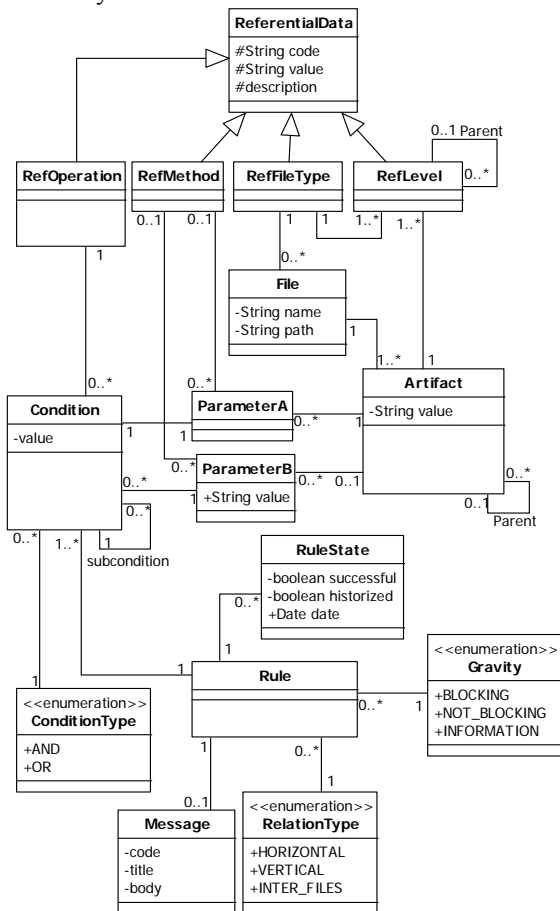 ReferentialData
#String code
#String value
#description
0..1 Parent
RefOperation
RefMethod
RefFileType
RefLevel
0..*
1
0..1
0..1
1
1
1..*
1..*
0..*
File
-String name
-String path
1
1..*
1
0..*
0..*
Condition
-value
ParameterA
Artifact
-String value
1
1
0..*
1
0..*
ParameterB
+String value
0..*
1
0..*
0..1
0..*
0..*
0..1
Parent
0..*
1..*
1
subcondition
RuleState
-boolean successful
-boolean historized
+Date date
0..*
1
1
Rule
<<enumeration>>
Gravity
+BLOCKING
+NOT_BLOCKING
+INFORMATION
0..*
1
1
<<enumeration>>
ConditionType
+AND
+OR
1
0..*
0..1
1
Message
-code
-title
-body
<<enumeration>>
RelationType
+HORIZONTAL
+VERTICAL
+INTER_FILES